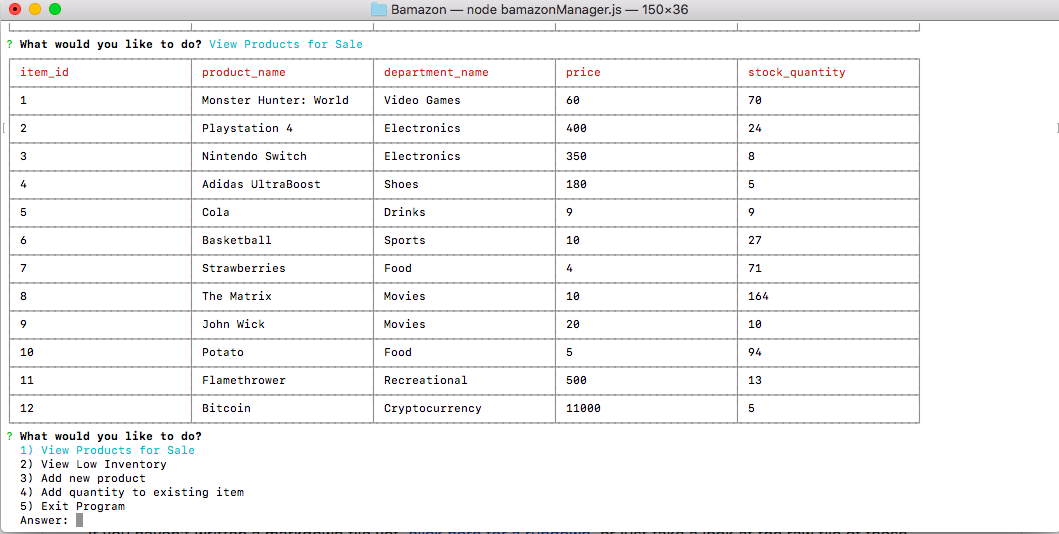 Bamazon — node bamazonManager.js — 150×36
? What would you like to do? View Products for Sale
item_id product_name department_name price stock_quantity
1 Monster Hunter: World Video Games 60 70
2 Playstation 4 Electronics 400 24
3 Nintendo Switch Electronics 350 8
4 Adidas UltraBoost Shoes 180 5
5 Cola Drinks 9 9
6 Basketball Sports 10 27
7 Strawberries Food 4 71
8 The Matrix Movies 10 164
9 John Wick Movies 20 10
10 Potato Food 5 94
11 Flamethrower Recreational 500 13
12 Bitcoin Cryptocurrency 11000 5
? What would you like to do?
1) View Products for Sale
2) View Low Inventory
3) Add new product
4) Add quantity to existing item
5) Exit Program
Answer: